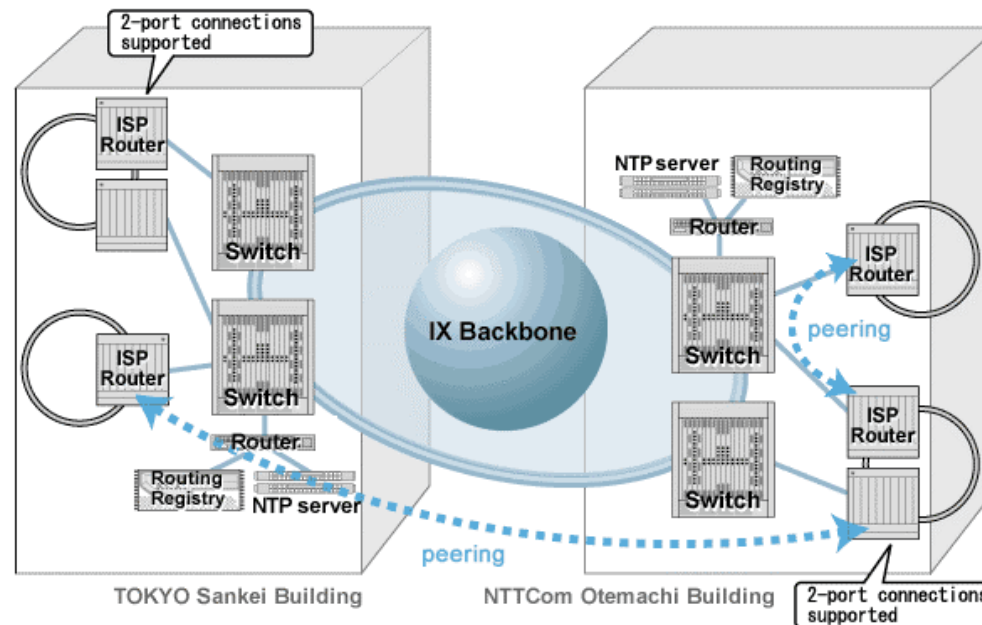 2-port connections
supported
ISP
Router
Switch
IX Backbone
NTP server
Routing
Registry
Router
ISP
Router
Switch
peering
ISP
Router
Switch
ISP
Router
Switch
Router
Routing
Registry
NTP server
peering
TOKYO Sankei Building
NTTCom Otemachi Building
2-port connections
supported